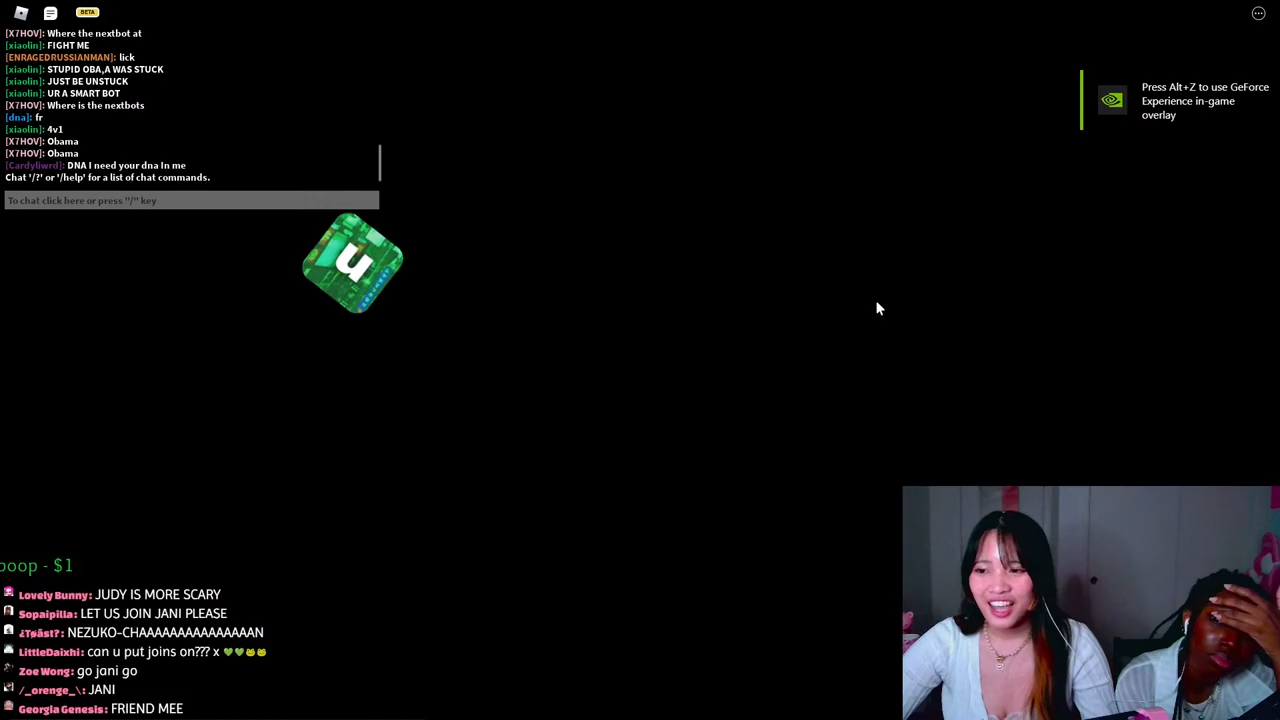 BETA
[X7HOV]: Where the nextbot at
[xiaolin]: FIGHT ME
[ENRAGEDRUSSIANMAN]: lick
[xiaolin]: STUPID OBA,A WAS STUCK
[xiaolin]: JUST BE UNSTUCK
[xiaolin]: UR A SMART BOT
[X7HOV]: Where is the nextbots
[dna]: fr
[xiaolin]: 4v1
[X7HOV]: Obama
[X7HOV]: Obama
[Cardyliwrd]: DNA I need your dna In me
Chat '/?' or '/help' for a list of chat commands.
To chat click here or press "/" key
Press Alt+Z to use GeForce
Experience in-game
overlay
u
poop - $1
Lovely Bunny: JUDY IS MORE SCARY
Sopaipilla: LET US JOIN JANI PLEASE
¿Tøāst?: NEZUKO-CHAAAAAAAAAAAAAAN
LittleDaixhi: can u put joins on??? x 💚💚🐸🐸
Zoe Wong: go jani go
/_orenge_\: JANI
Georgia Genesis: FRIEND MEE